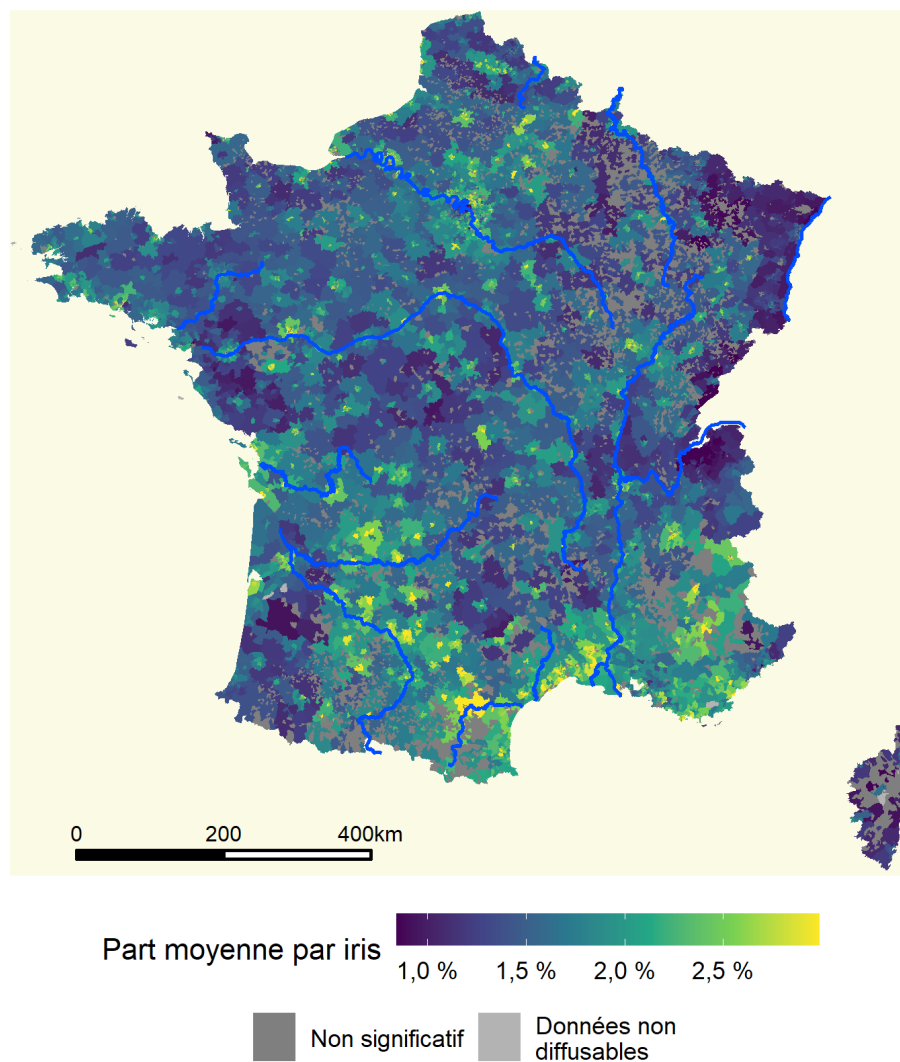 0 200 400km
Part moyenne par iris
1,0 % 1,5 % 2,0 % 2,5 %
Non significatif
Données non
diffusables